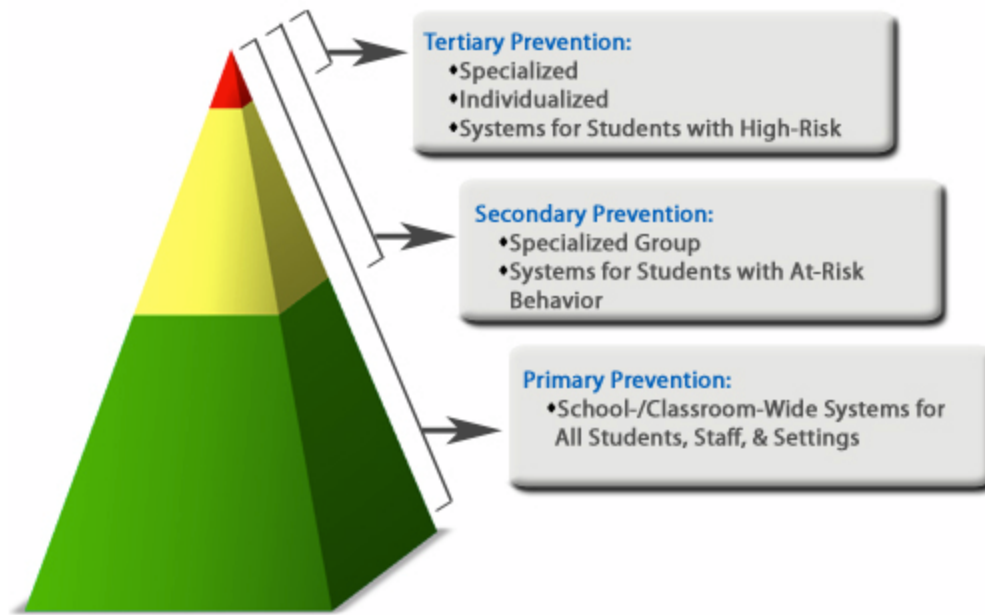 Tertiary Prevention:
♦Specialized
♦Individualized
♦Systems for Students with High-Risk
Secondary Prevention:
♦Specialized Group
♦Systems for Students with At-Risk
Behavior
Primary Prevention:
♦School-/Classroom-Wide Systems for
All Students, Staff, & Settings